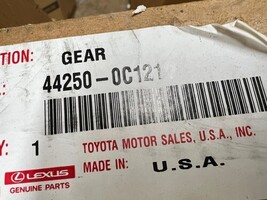 TION: GEAR
44250-0C121
Y: 1 TOYOTA MOTOR SALES, U.S.A., INC.
LEXUS MADE IN: U.S.A.
GENUINE PARTS